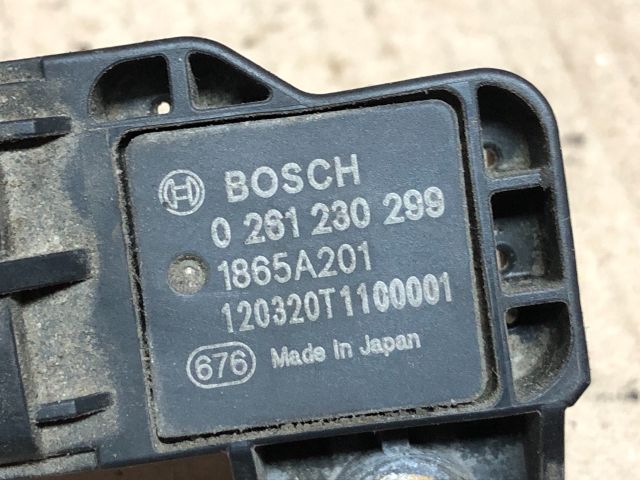 BOSCH
0 261 230 299
1865A201
120320T1100001
676 Made in Japan